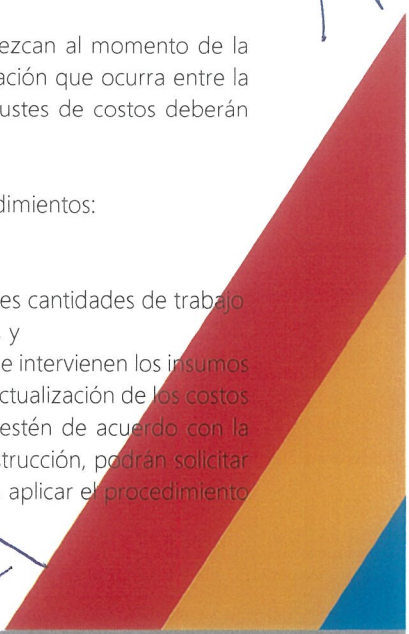 ezcan al momento de la
ación que ocurra entre la
ustes de costos deberán
dimientos:
es cantidades de trabajo
y
e intervienen los insumos
ctualización de los costos
estén de acuerdo con la
strucción, podrán solicitar
aplicar el procedimiento